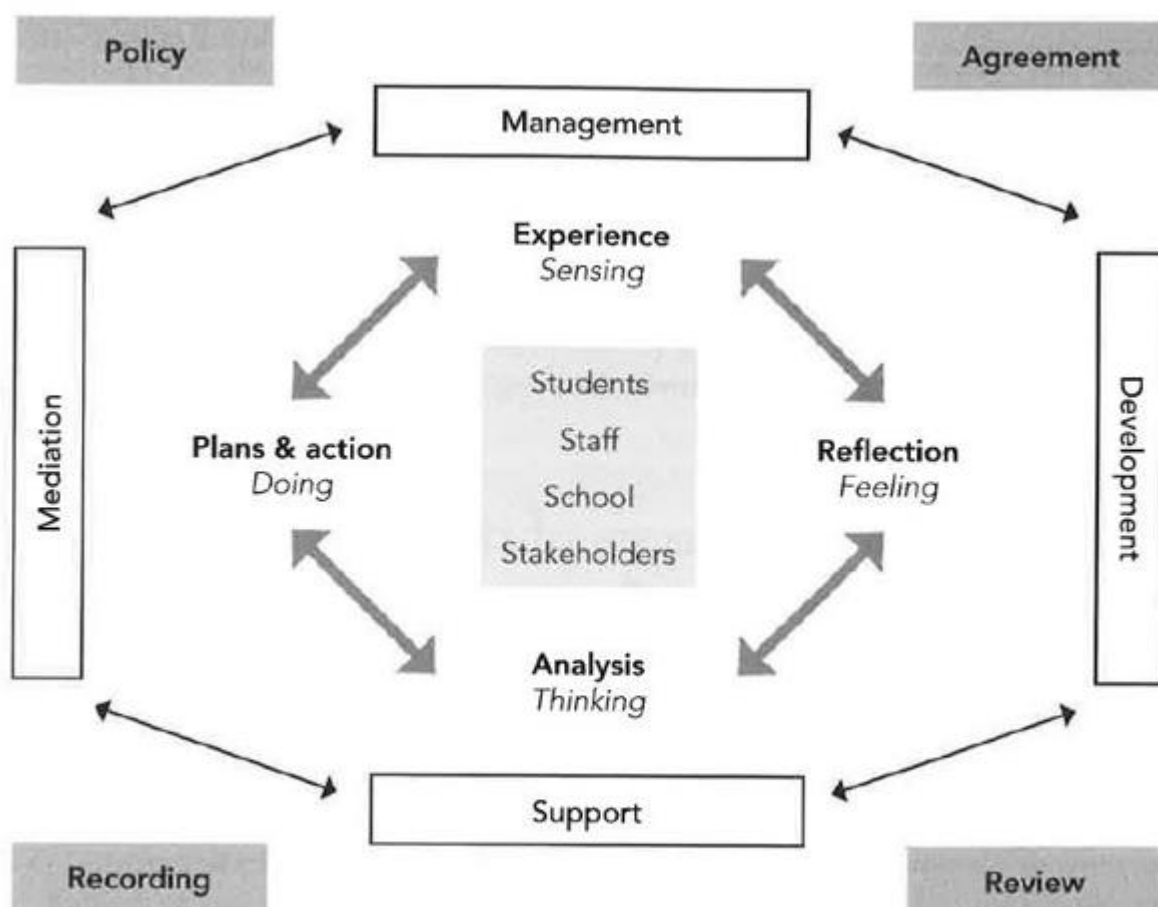 Policy
Agreement
Management
Experience
Sensing
Students
Staff
School
Stakeholders
Mediation
Plans & action
Doing
Reflection
Feeling
Development
Analysis
Thinking
Support
Recording
Review